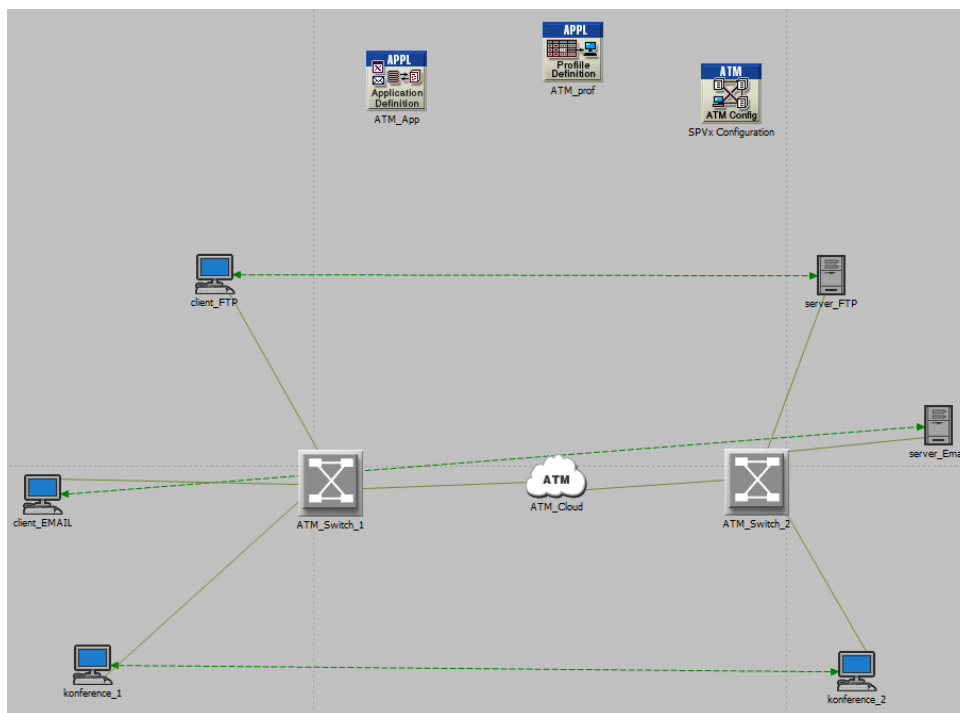 APPL
Profile
Definition
ATM_prof
APPL
Application
Definition
ATM_App
ATM
ATM Config
SPVx Configuration
client_FTP
server_FTP
server_Ema
client_EMAIL
ATM
ATM_Cloud
ATM_Switch_1
ATM_Switch_2
konference_1
konference_2